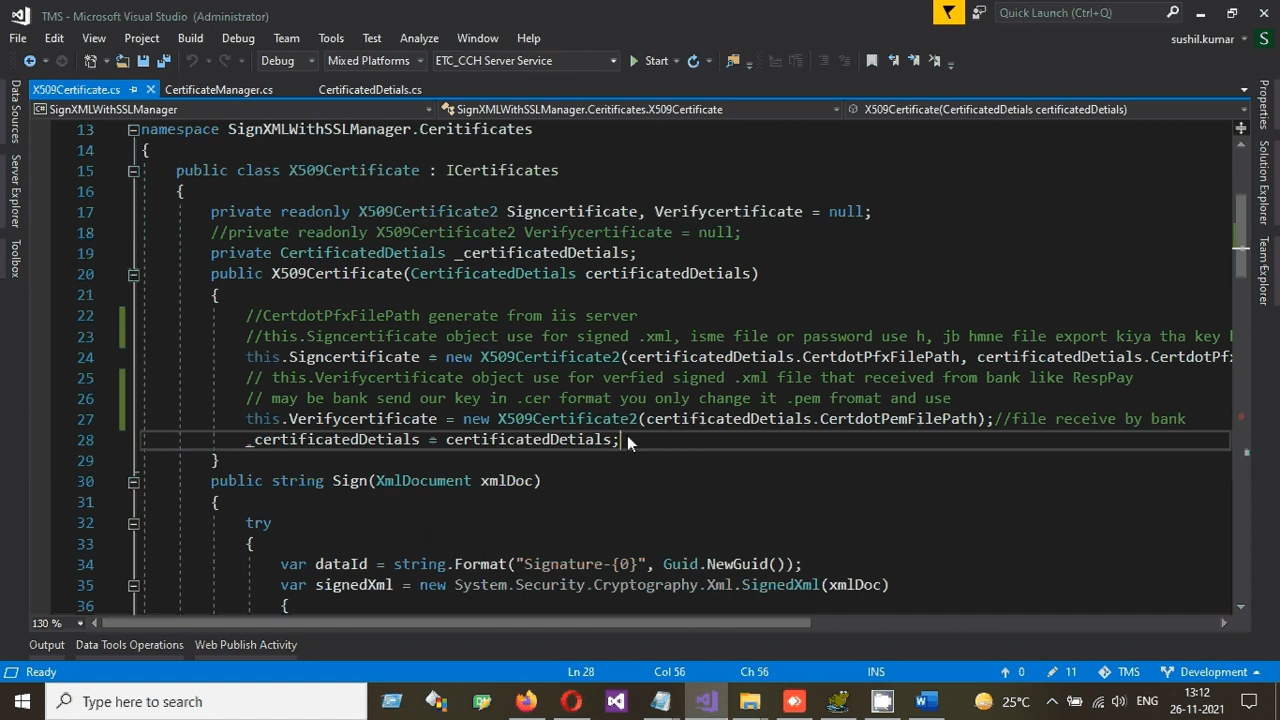 TMS - Microsoft Visual Studio (Administrator)
Quick Launch (Ctrl+Q)
File Edit View Project Build Debug Team Tools Test Analyze Window Help
sushil.kumar S
Debug Mixed Platforms ETC_CCH Server Service Start
X509Certificate.cs CertificateManager.cs CertificatedDetials.cs
SignXMLWithSSLManager SignXMLWithSSLManager.Ceritificates.X509Certificate X509Certificate(CertificatedDetials certificatedDetials)
Data Sources
Server Explorer
Toolbox
13 namespace SignXMLWithSSLManager.Ceritificates
14 {
15 public class X509Certificate : ICertificates
16 {
17 private readonly X509Certificate2 Signcertificate, Verifycertificate = null;
18 //private readonly X509Certificate2 Verifycertificate = null;
19 private CertificatedDetials _certificatedDetials;
20 public X509Certificate(CertificatedDetials certificatedDetials)
21 {
22 //CertdotPfxFilePath generate from iis server
23 //this.Signcertificate object use for signed .xml, isme file or password use h, jb hmne file export kiya tha key h
24 this.Signcertificate = new X509Certificate2(certificatedDetials.CertdotPfxFilePath, certificatedDetials.CertdotPf
25 // this.Verifycertificate object use for verfied signed .xml file that received from bank like RespPay
26 // may be bank send our key in .cer format you only change it .pem fromat and use
27 this.Verifycertificate = new X509Certificate2(certificatedDetials.CertdotPemFilePath);//file receive by bank
28 _certificatedDetials = certificatedDetials;
29 }
30 public string Sign(XmlDocument xmlDoc)
31 {
32 try
33 {
34 var dataId = string.Format("Signature-{0}", Guid.NewGuid());
35 var signedXml = new System.Security.Cryptography.Xml.SignedXml(xmlDoc)
36 {
Properties
Solution Explorer
Team Explorer
130 %
Output Data Tools Operations Web Publish Activity
Ready Ln 28 Col 56 Ch 56 INS 0 11 TMS Development
Type here to search
25°C ENG 13:12
26-11-2021